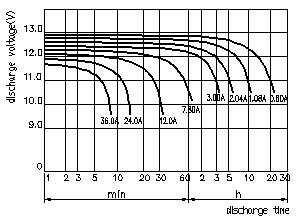 discharge voltage(V)
13.0
12.0
11.0
10.0
9.0
0
36.0A 24.0A 12.0A 7.80A 3.00A 2.04A 1.08A 0.60A
1 2 3 5 10 20 30 60 2 3 5 10 20 30
min h
discharge time